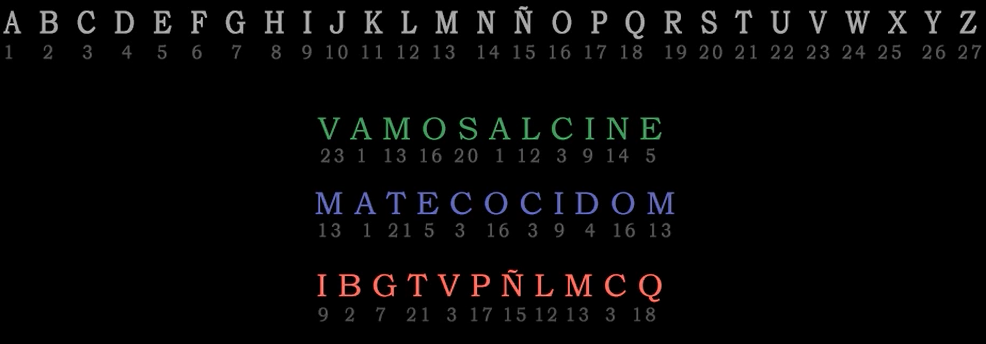 A B C D E F G H I J K L M N Ñ O P Q R S T U V W X Y Z
1 2 3 4 5 6 7 8 9 10 11 12 13 14 15 16 17 18 19 20 21 22 23 24 25 26 27
V A M O S A L C I N E
23 1 13 16 20 1 12 3 9 14 5
M A T E C O C I D O M
13 1 21 5 3 16 3 9 4 16 13
I B G T V P Ñ L M C Q
9 2 7 21 3 17 15 12 13 3 18